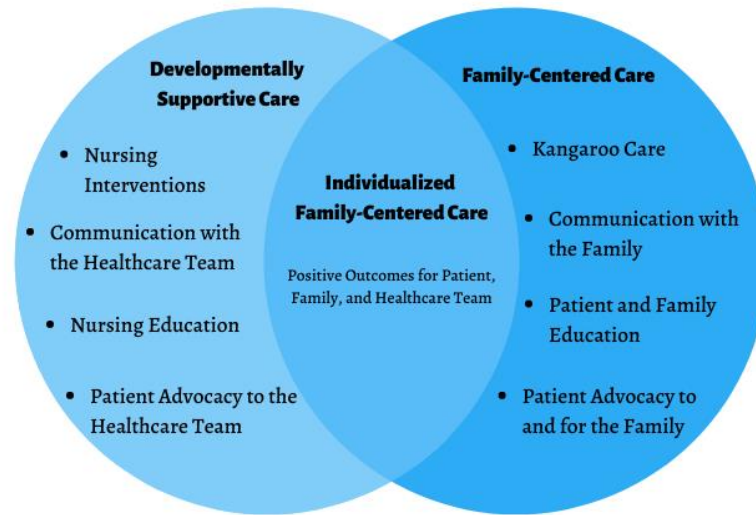 Developmentally
Supportive Care
• Nursing
Interventions
• Communication with
the Healthcare Team
• Nursing Education
• Patient Advocacy to the
Healthcare Team
Individualized
Family-Centered Care
Positive Outcomes for Patient,
Family, and Healthcare Team
Family-Centered Care
• Kangaroo Care
• Communication with
the Family
• Patient and Family
Education
• Patient Advocacy to
and for the Family